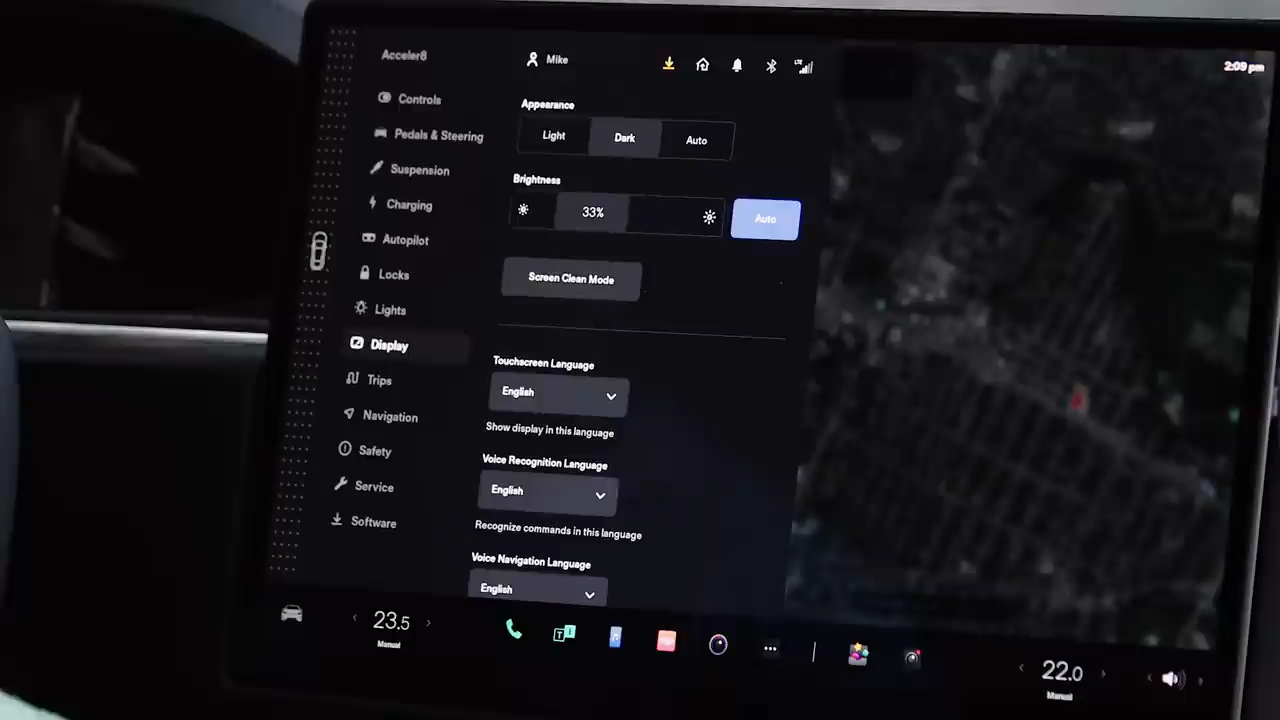 Acceler8
Controls
Pedals & Steering
Suspension
Charging
Autopilot
Locks
Lights
Display
Trips
Navigation
Safety
Service
Software
Mike
LTE
2:09 pm
Appearance
Light Dark Auto
Brightness
33% Auto
Screen Clean Mode
Touchscreen Language
English
Show display in this language
Voice Recognition Language
English
Recognize commands in this language
Voice Navigation Language
English
23.5
Manual
22.0
Manual